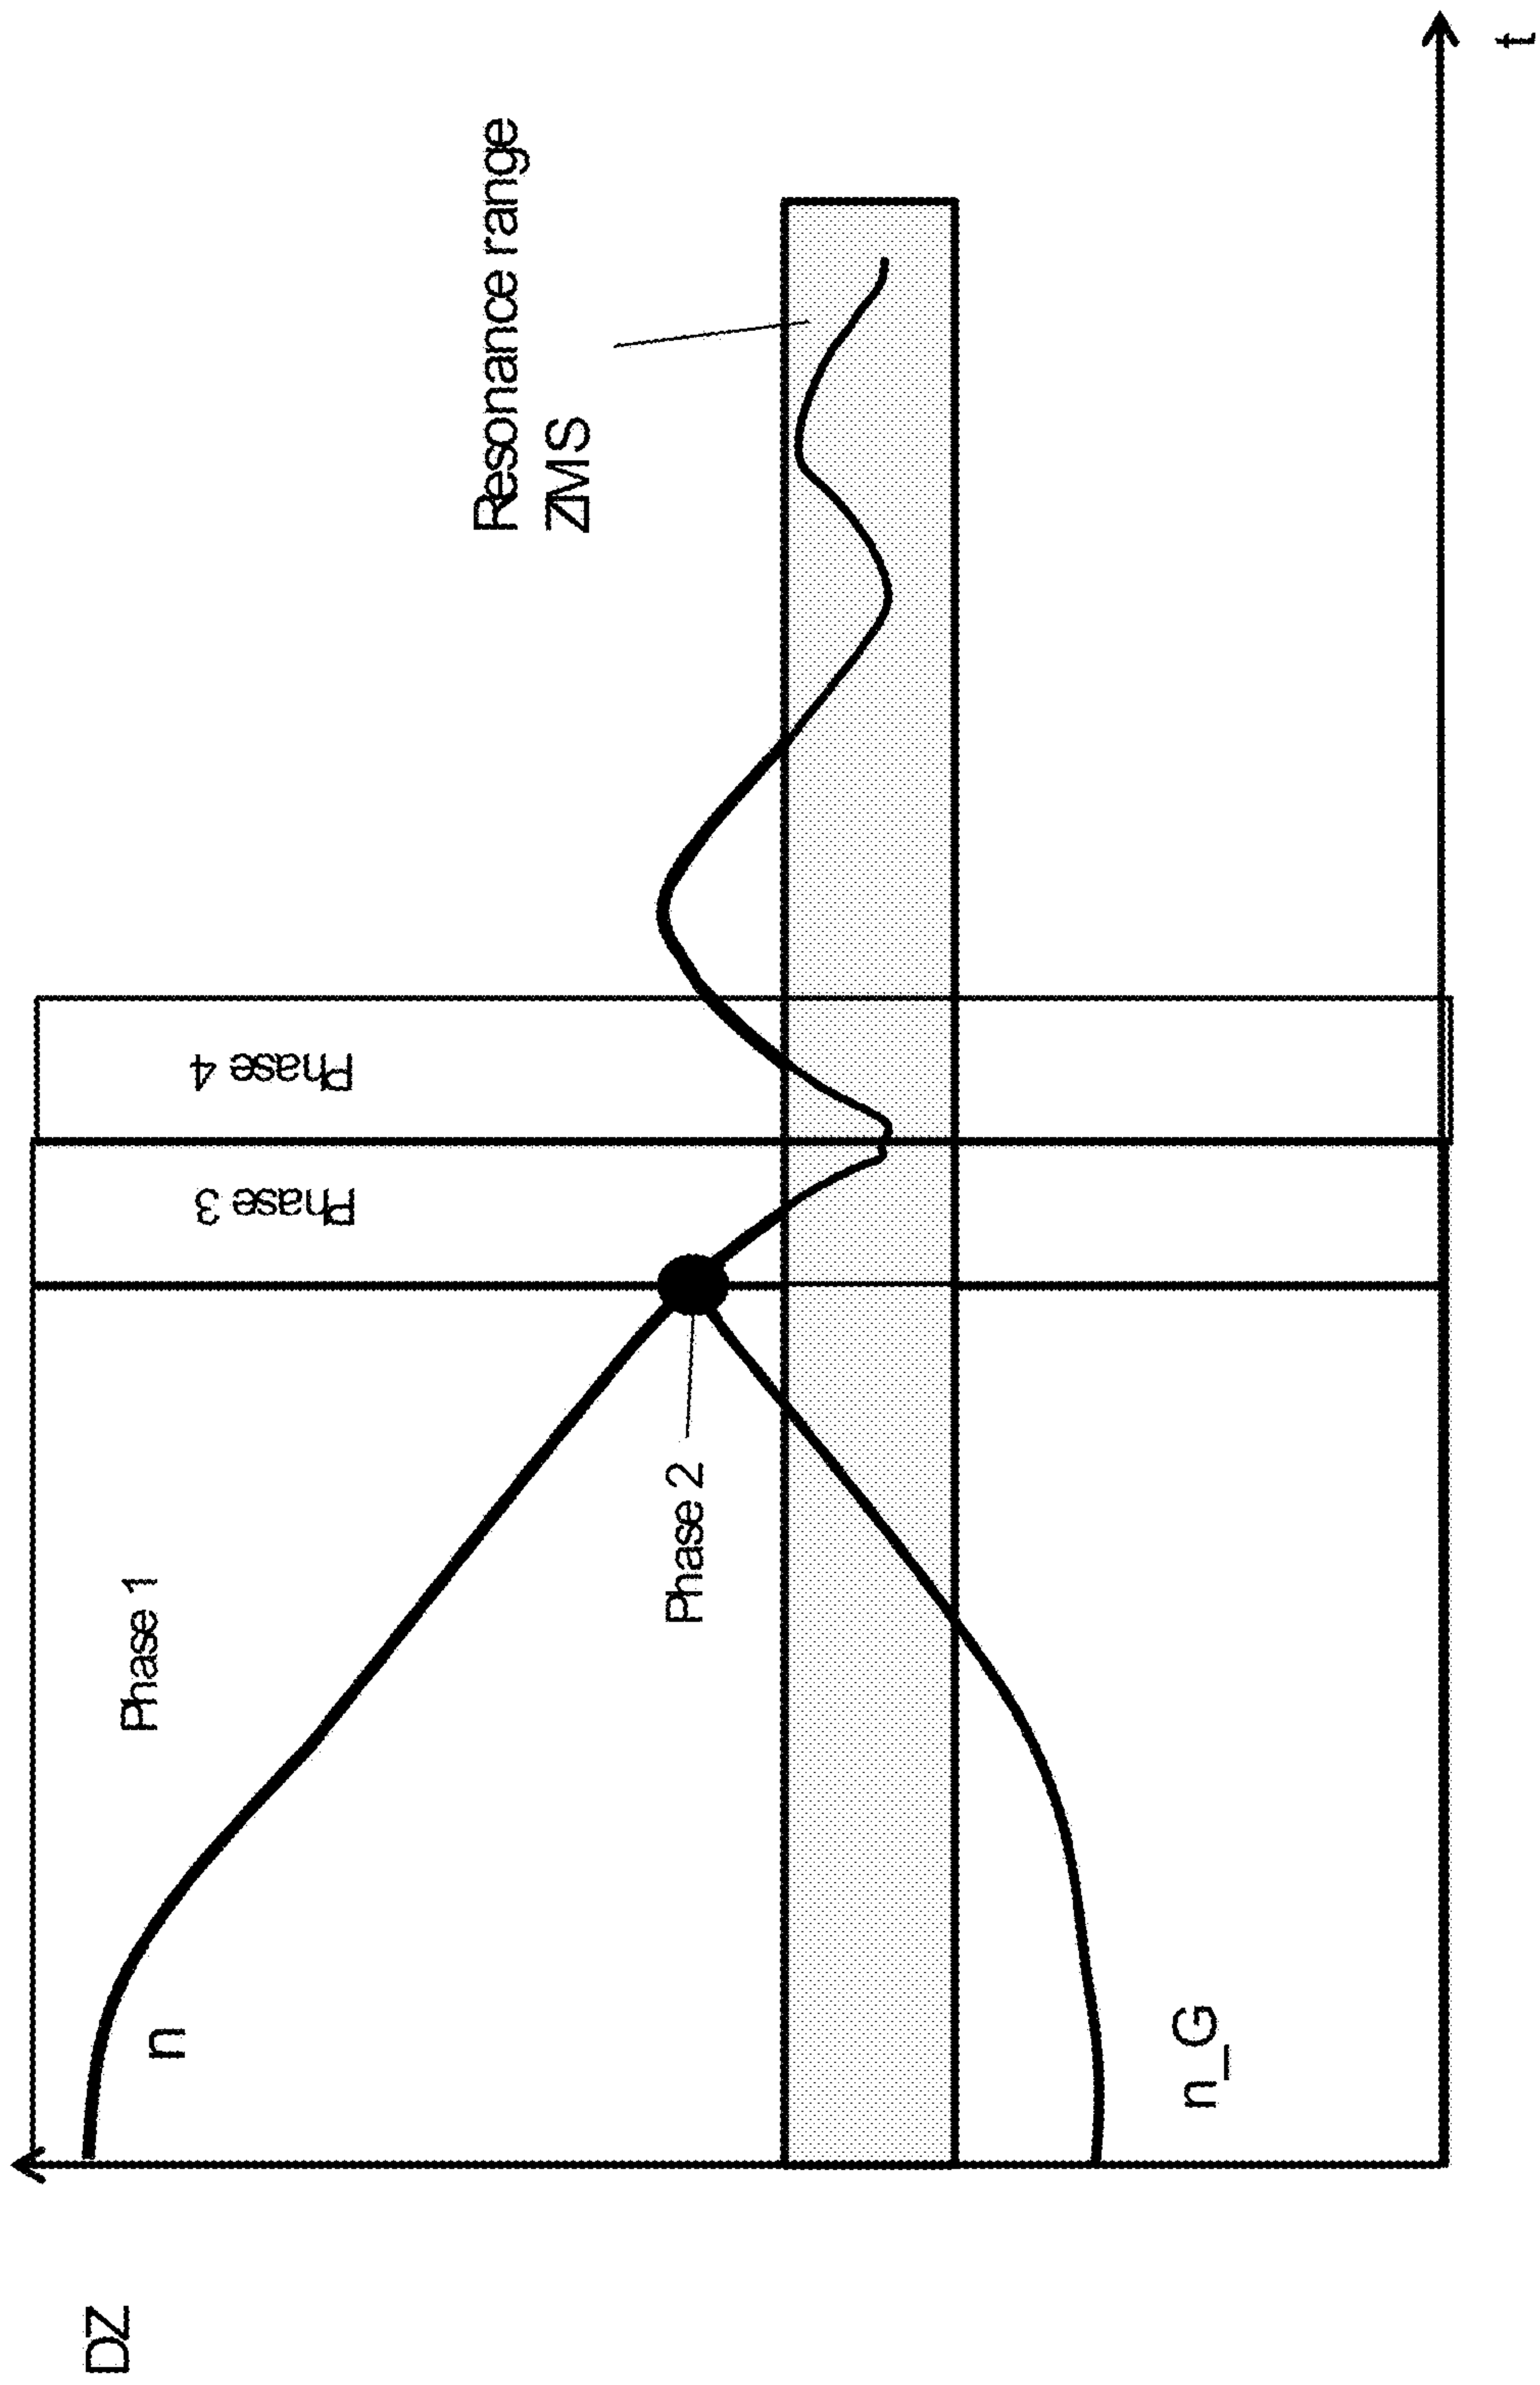 DZ
n
n_G
Phase 1
Phase 2
Phase 3
Phase 4
Resonance range
ZMS
t